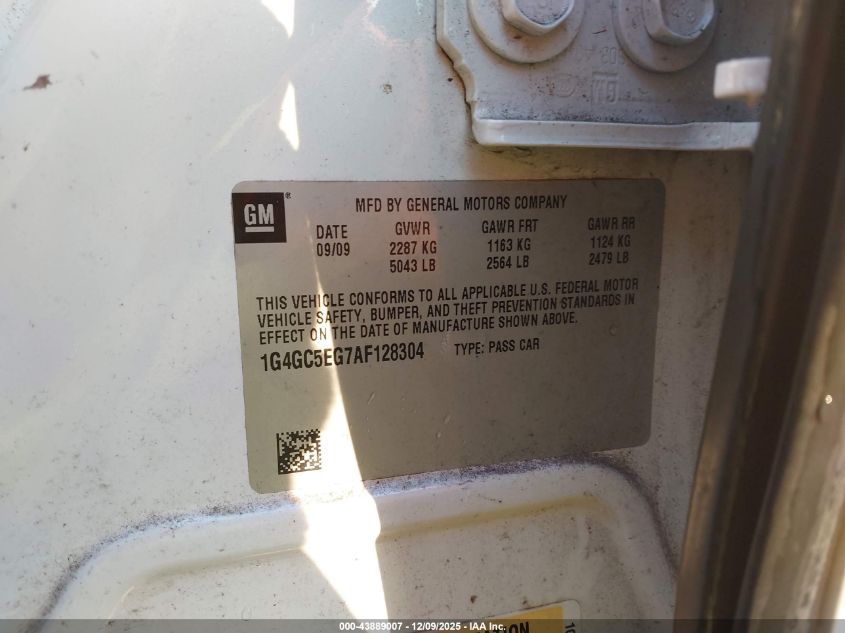 GM ®
MFD BY GENERAL MOTORS COMPANY
DATE GVWR GAWR FRT GAWR RR
09/09 2287 KG 1163 KG 1124 KG
5043 LB 2564 LB 2479 LB
THIS VEHICLE CONFORMS TO ALL APPLICABLE U.S. FEDERAL MOTOR
VEHICLE SAFETY, BUMPER, AND THEFT PREVENTION STANDARDS IN
EFFECT ON THE DATE OF MANUFACTURE SHOWN ABOVE.
1G4GC5EG7AF128304 TYPE: PASS CAR
000-43889007 - 12/09/2025 - IAA Inc.